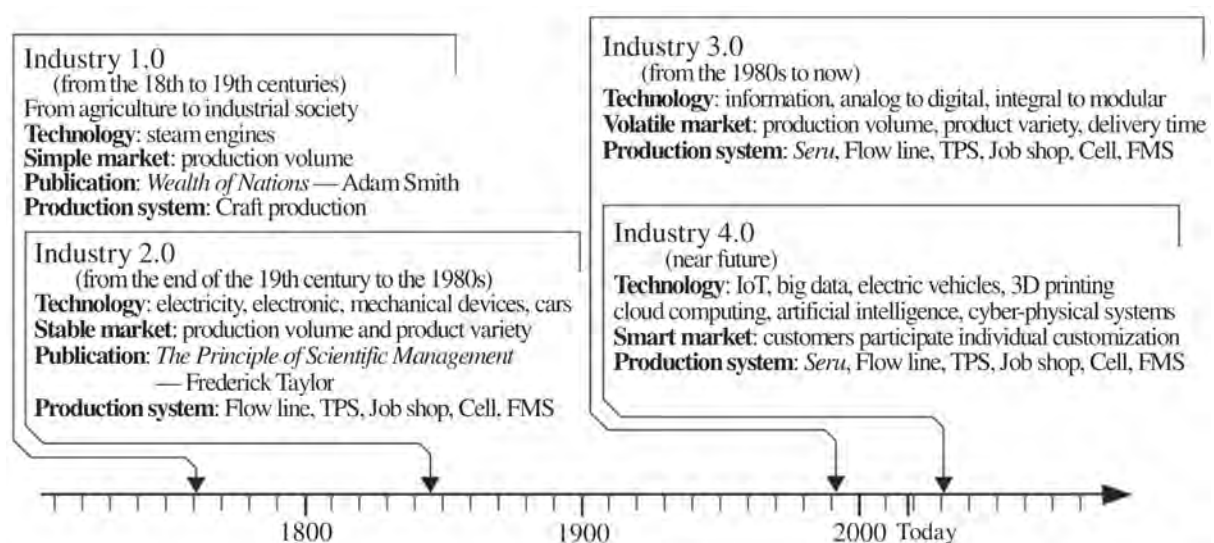 Industry 1.0
(from the 18th to 19th centuries)
From agriculture to industrial society
Technology: steam engines
Simple market: production volume
Publication: Wealth of Nations — Adam Smith
Production system: Craft production
Industry 2.0
(from the end of the 19th century to the 1980s)
Technology: electricity, electronic, mechanical devices, cars
Stable market: production volume and product variety
Publication: The Principle of Scientific Management
— Frederick Taylor
Production system: Flow line, TPS, Job shop, Cell, FMS
Industry 3.0
(from the 1980s to now)
Technology: information, analog to digital, integral to modular
Volatile market: production volume, product variety, delivery time
Production system: Seru, Flow line, TPS, Job shop, Cell, FMS
Industry 4.0
(near future)
Technology: IoT, big data, electric vehicles, 3D printing
cloud computing, artificial intelligence, cyber-physical systems
Smart market: customers participate individual customization
Production system: Seru, Flow line, TPS, Job shop, Cell, FMS
1800 1900 2000 Today